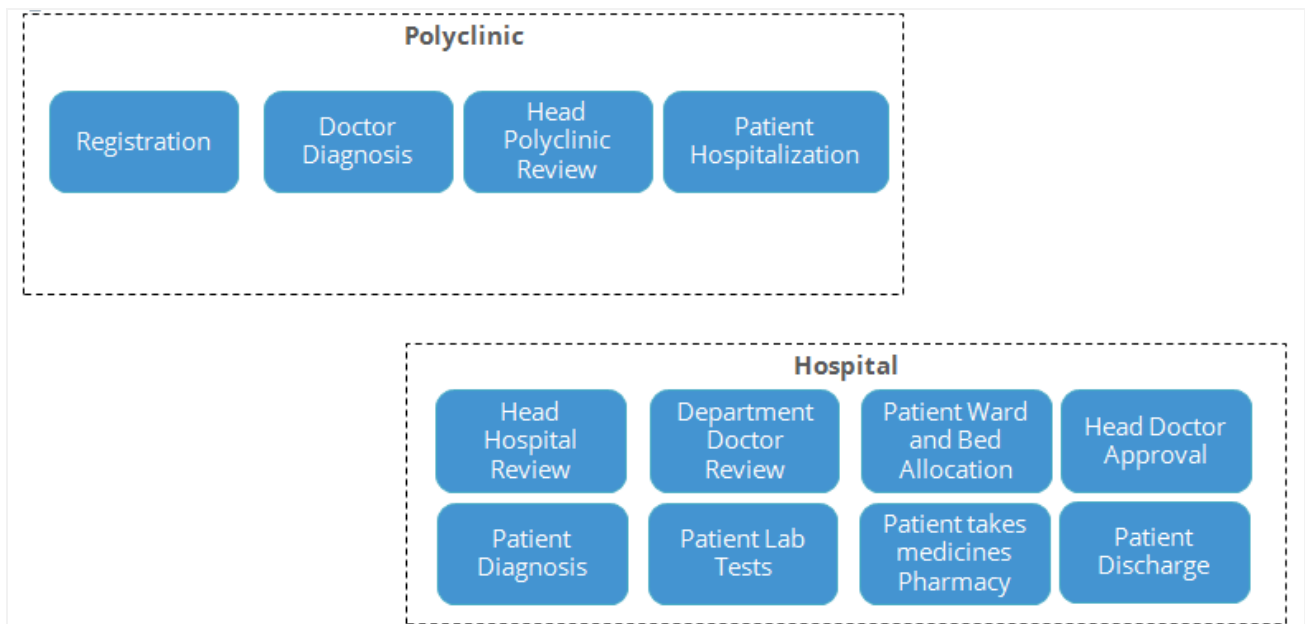 Polyclinic
Registration
Doctor
Diagnosis
Head
Polyclinic
Review
Patient
Hospitalization
Hospital
Head
Hospital
Review
Department
Doctor
Review
Patient Ward
and Bed
Allocation
Head Doctor
Approval
Patient
Diagnosis
Patient Lab
Tests
Patient takes
medicines
Pharmacy
Patient
Discharge